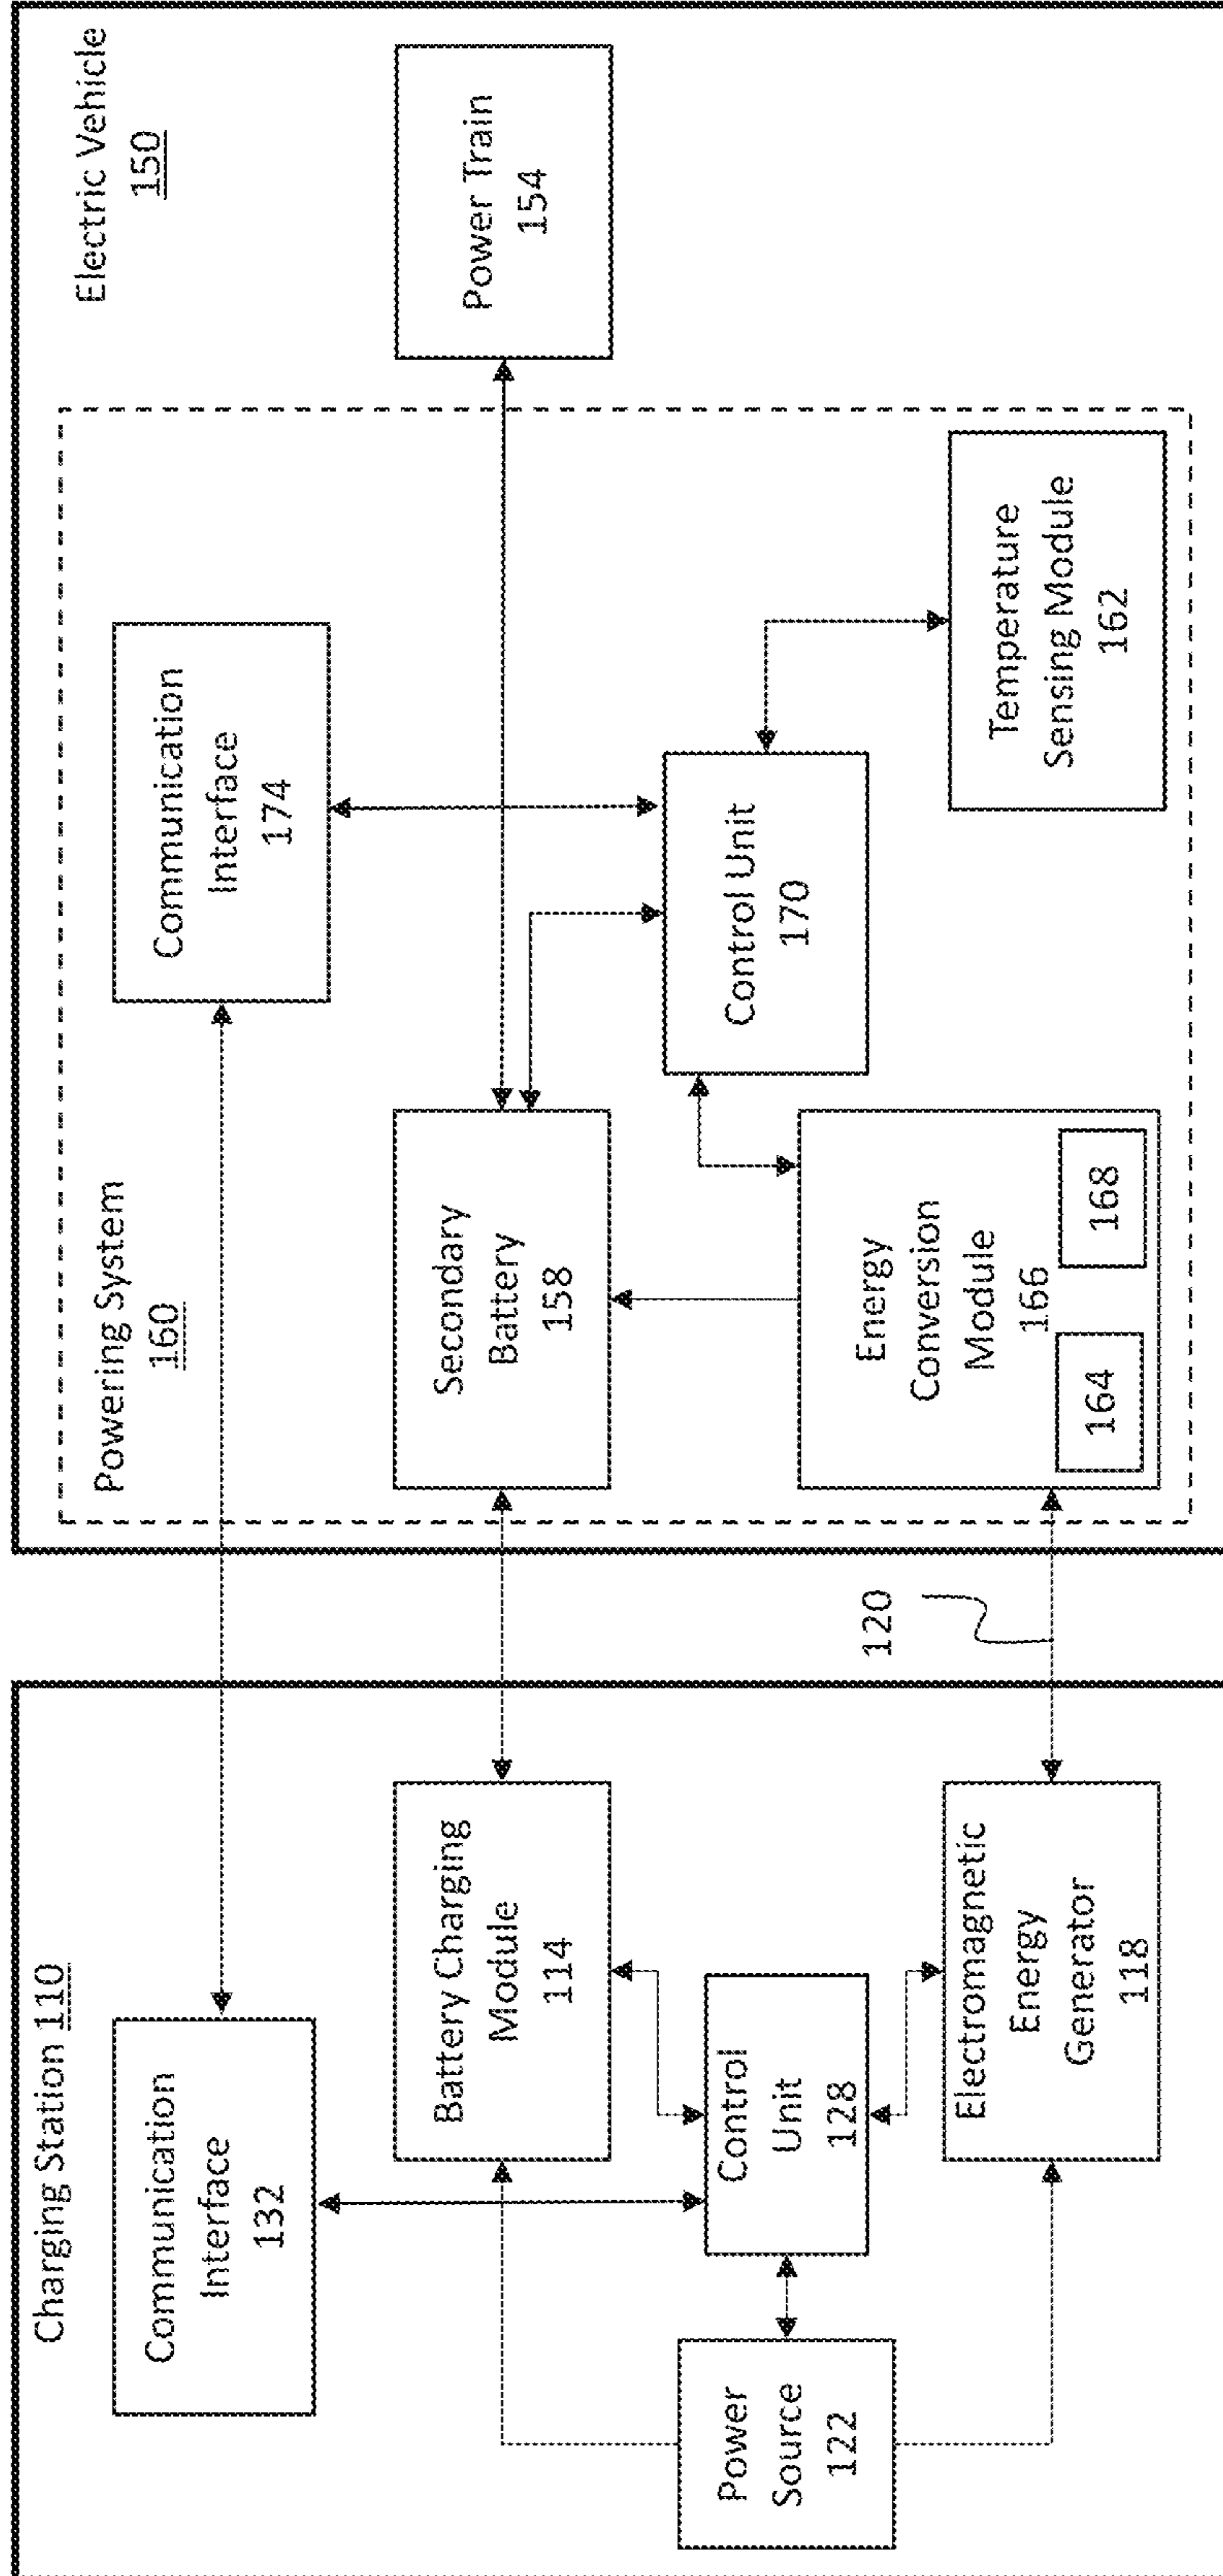 Charging Station 110
Communication
Interface
132
Battery Charging
Module
114
Control
Unit
128
Power
Source
122
Electromagnetic
Energy
Generator
118
120
Electric Vehicle
150
Powering System
160
Communication
Interface
174
Secondary
Battery
158
Power Train
154
Control Unit
170
Energy
Conversion
Module
166
164
168
Temperature
Sensing Module
162